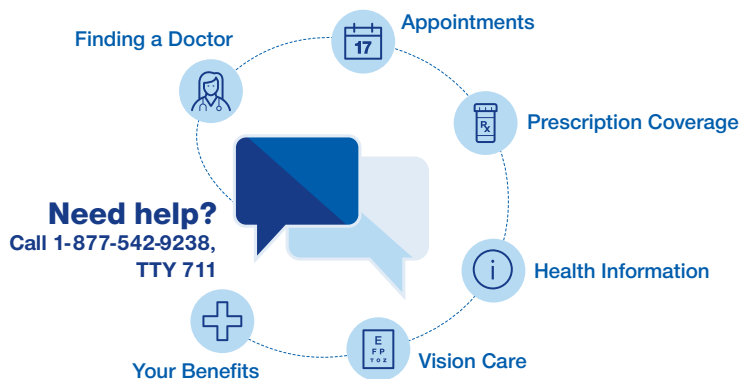 Finding a Doctor
Appointments
17
Rx
Prescription Coverage
Need help?
Call 1-877-542-9238,
TTY 711
i
Health Information
Your Benefits
E
F P
T O Z
Vision Care